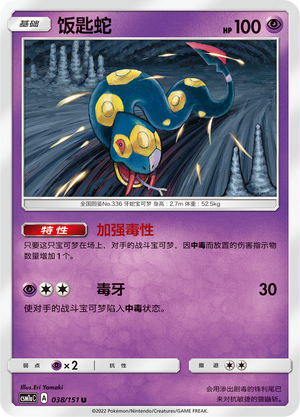 基础 饭匙蛇 HP 100
全国图鉴No.336 牙蛇宝可梦 身高：2.7m 体重：52.5kg
特性 加强毒性
只要这只宝可梦在场上，对手的战斗宝可梦，因中毒而放置的伤害指示物
数量增加1个。
毒牙 30
使对手的战斗宝可梦陷入中毒状态。
弱点 ×2 抗性 撤退
Illus.Eri Yamaki
CSM1cC A 038/151 U
会用渗出剧毒的锋利尾巴
来对抗敏捷的猫鼬斩。
©2022 Pokémon/Nintendo/Creatures/GAME FREAK.